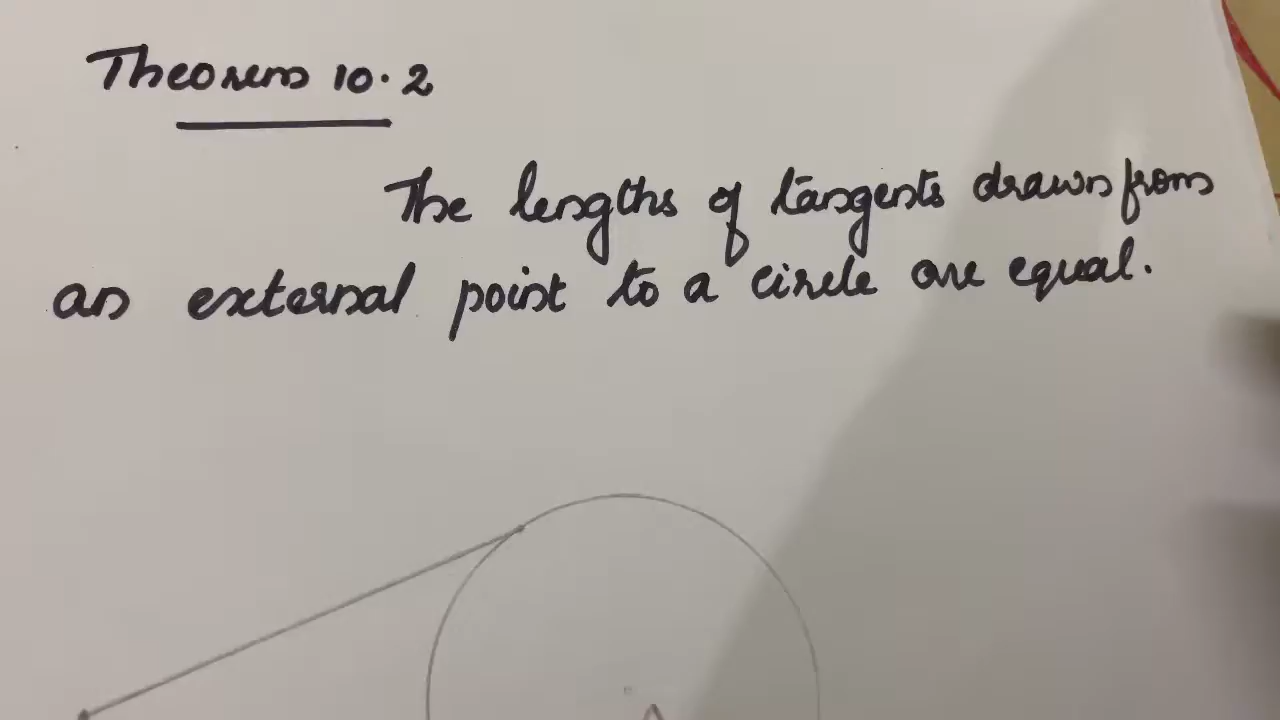 Theorem 10.2
The lengths of tangents drawn from
an external point to a circle are equal.